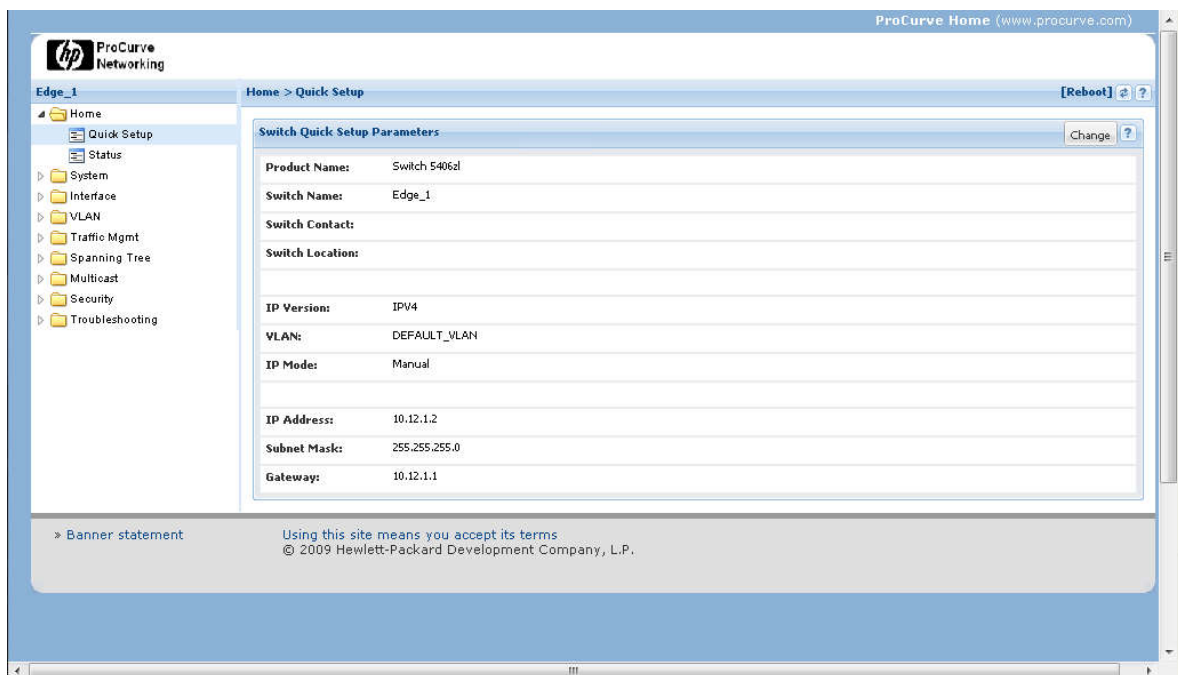 ProCurve Home (www.procurve.com)
hp ProCurve
Networking
Edge_1
Home > Quick Setup
[Reboot] ?
Home
Quick Setup
Status
System
Interface
VLAN
Traffic Mgmt
Spanning Tree
Multicast
Security
Troubleshooting
Switch Quick Setup Parameters
Change ?
Product Name: Switch 5406zl
Switch Name: Edge_1
Switch Contact:
Switch Location:
IP Version: IPV4
VLAN: DEFAULT_VLAN
IP Mode: Manual
IP Address: 10.12.1.2
Subnet Mask: 255.255.255.0
Gateway: 10.12.1.1
» Banner statement
Using this site means you accept its terms
© 2009 Hewlett-Packard Development Company, L.P.